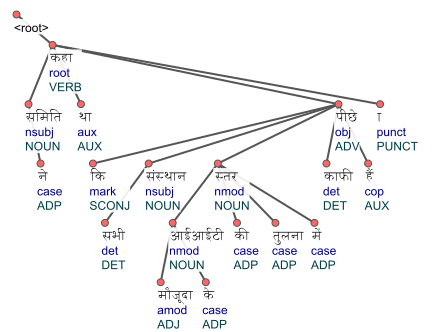 <root>
कहा
root
VERB
समिति था पीछे ा
nsubj aux obj punct
NOUN AUX ADV PUNCT
ने कि संस्थान स्तर काफी हैं
case mark nsubj nmod det cop
ADP SCONJ NOUN NOUN DET AUX
सभी आईआईटी की तुलना में
det nmod case case case
DET NOUN ADP ADP ADP
मौजूदा के
amod case
ADJ ADP